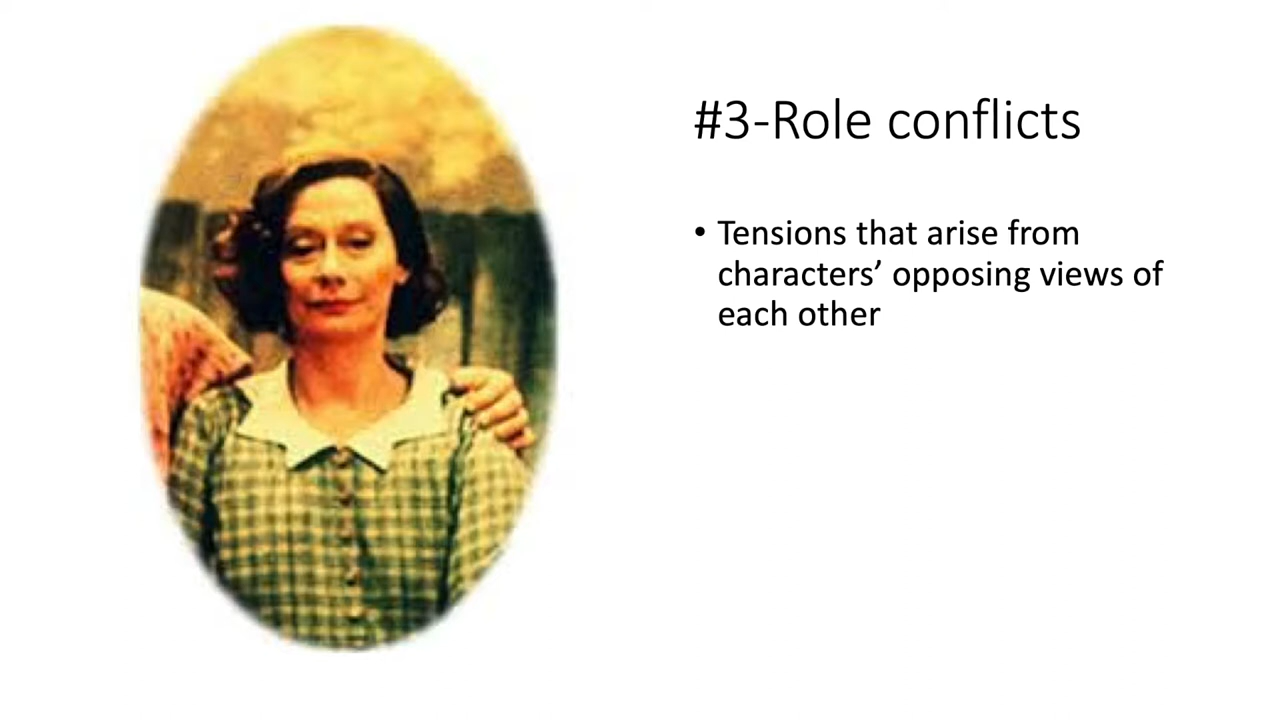 #3-Role conflicts
• Tensions that arise from
characters’ opposing views of
each other